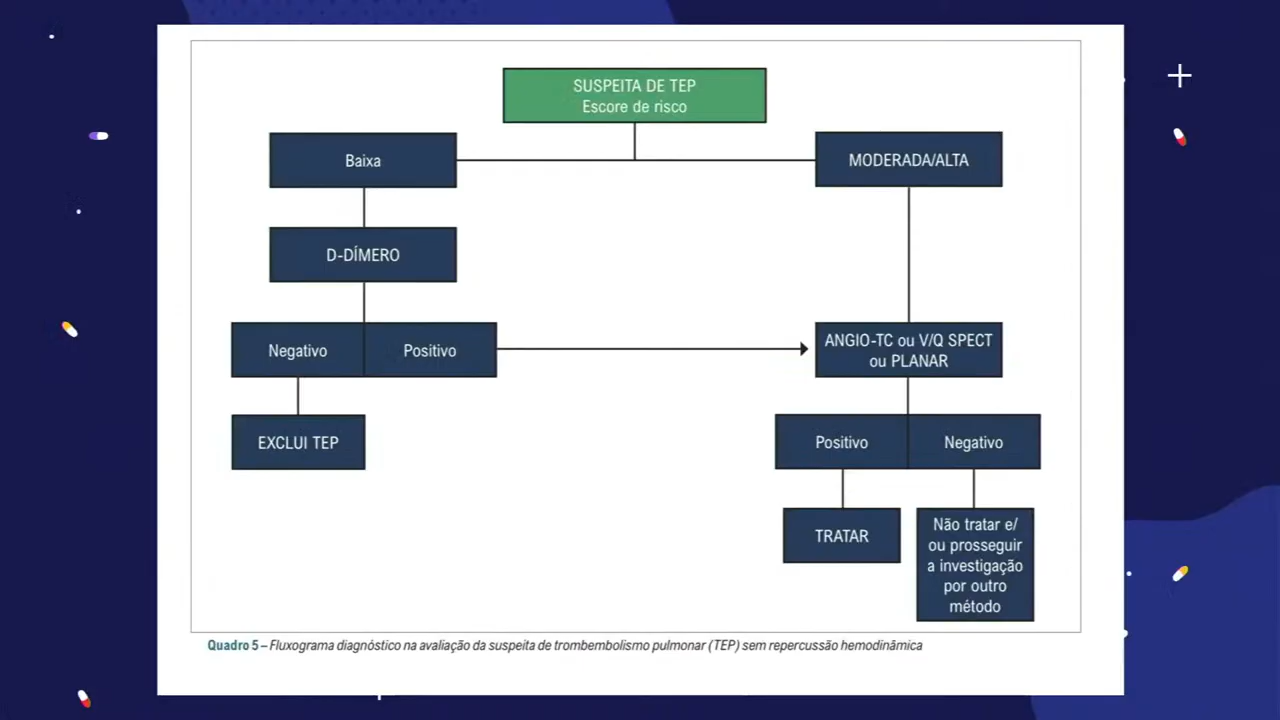 SUSPEITA DE TEP
Escore de risco
Baixa
MODERADA/ALTA
D-DÍMERO
Negativo
Positivo
ANGIO-TC ou V/Q SPECT
ou PLANAR
EXCLUI TEP
Positivo
Negativo
TRATAR
Não tratar e/
ou prosseguir
a investigação
por outro
método
Quadro 5 – Fluxograma diagnóstico na avaliação da suspeita de trombembolismo pulmonar (TEP) sem repercussão hemodinâmica